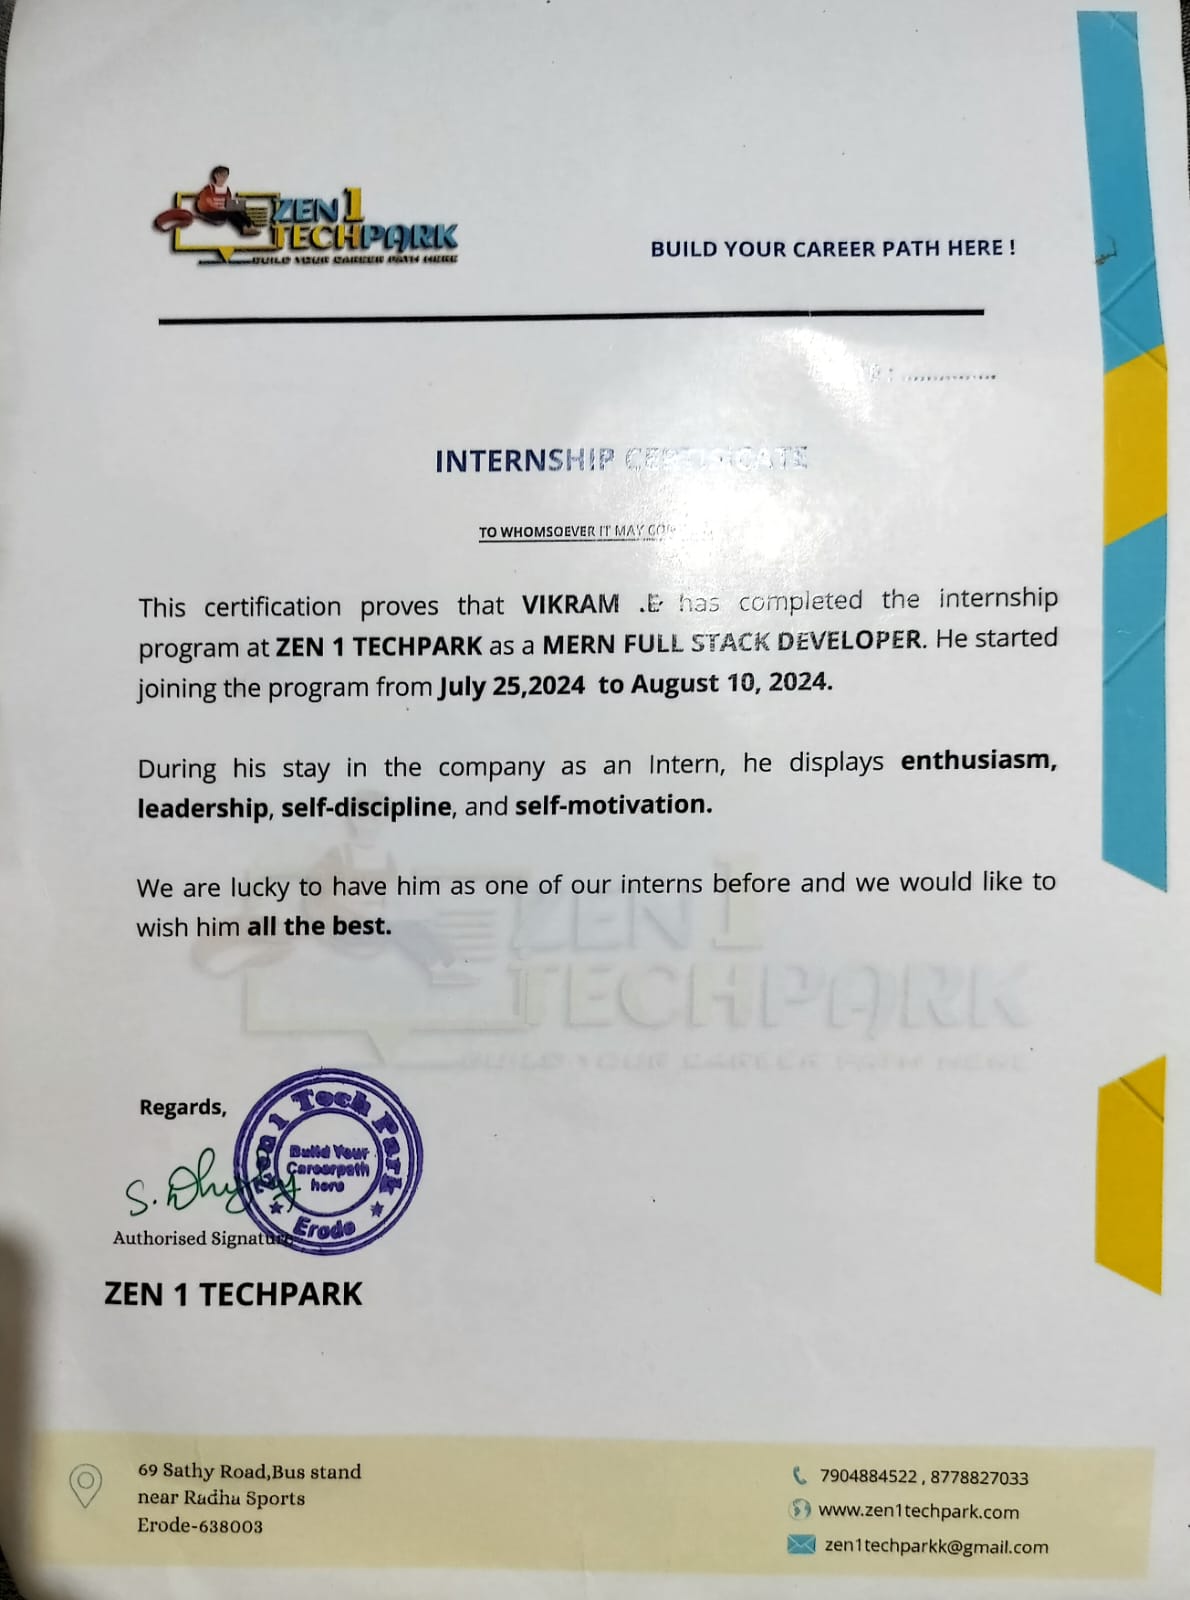 ZEN 1
TECHPARK
BUILD YOUR CAREER PATH HERE
BUILD YOUR CAREER PATH HERE !
INTERNSHIP CERTIFICATE
TO WHOMSOEVER IT MAY
This certification proves that VIKRAM .E has completed the internship
program at ZEN 1 TECHPARK as a MERN FULL STACK DEVELOPER. He started
joining the program from July 25,2024 to August 10, 2024.
During his stay in the company as an Intern, he displays enthusiasm,
leadership, self-discipline, and self-motivation.
We are lucky to have him as one of our interns before and we would like to
wish him all the best.
ZEN 1
TECHPARK
BUILD YOUR CAREER PATH HERE
Regards,
Zen 1 Tech Park
Build Your
Careerpath
here
Erode
S.
Authorised Signature
ZEN 1 TECHPARK
69 Sathy Road,Bus stand
near Radha Sports
Erode-638003
7904884522 , 8778827033
www.zen1techpark.com
zen1techparkk@gmail.com